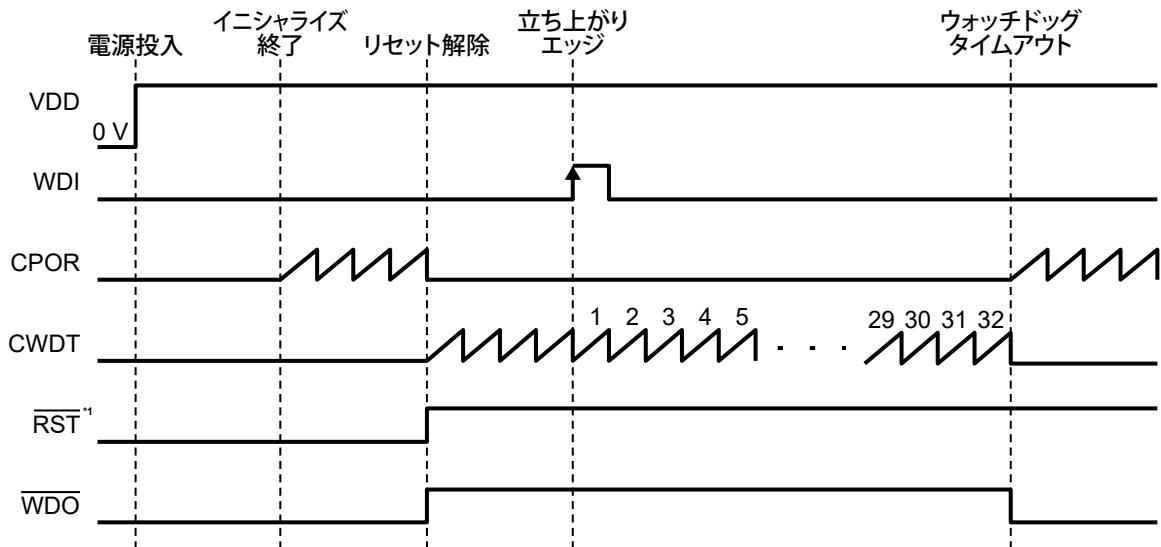 電源投入
イニシャライズ
終了
リセット解除
立ち上がり
エッジ
ウォッチドッグ
タイムアウト
VDD
0 V
WDI
CPOR
CWDT
1 2 3 4 5 · · · 29 30 31 32
RST*1
WDO